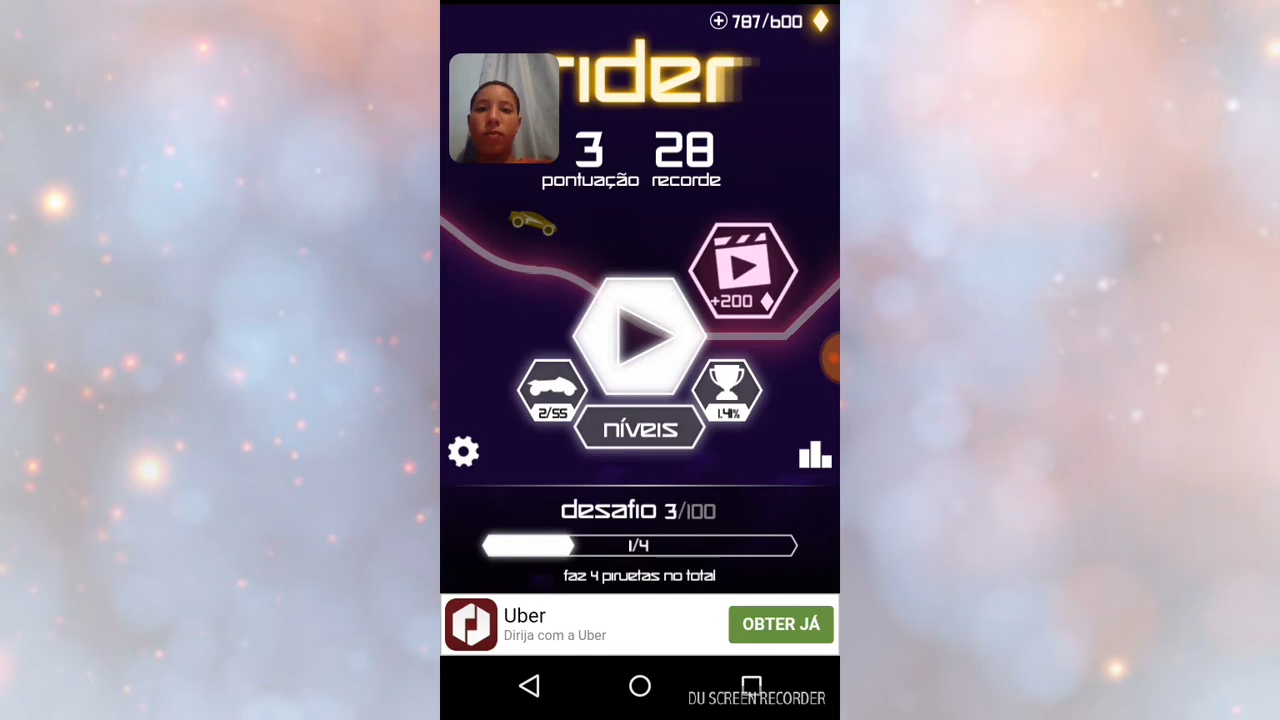 787/600
rider
3 28
pontuação recorde
+200
2/55
1.41%
níveis
desafio 3/100
1/4
faz 4 piruetas no total
Uber
Dirija com a Uber
OBTER JÁ
DU SCREEN RECORDER